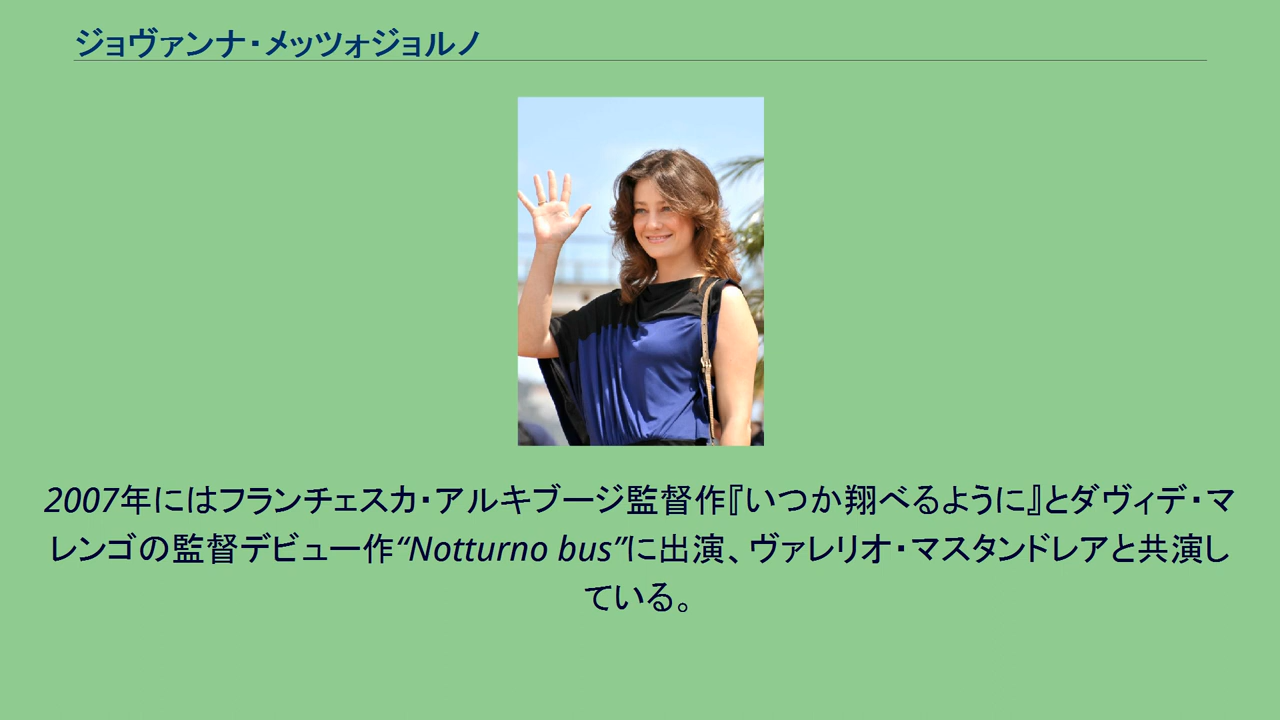 ジョヴァンナ・メッツォジョルノ
2007年にはフランチェスカ・アルキブージ監督作『いつか翔べるように』とダヴィデ・マ
レンゴの監督デビュー作“Notturno bus”に出演、ヴァレリオ・マスタンドレアと共演し
ている。